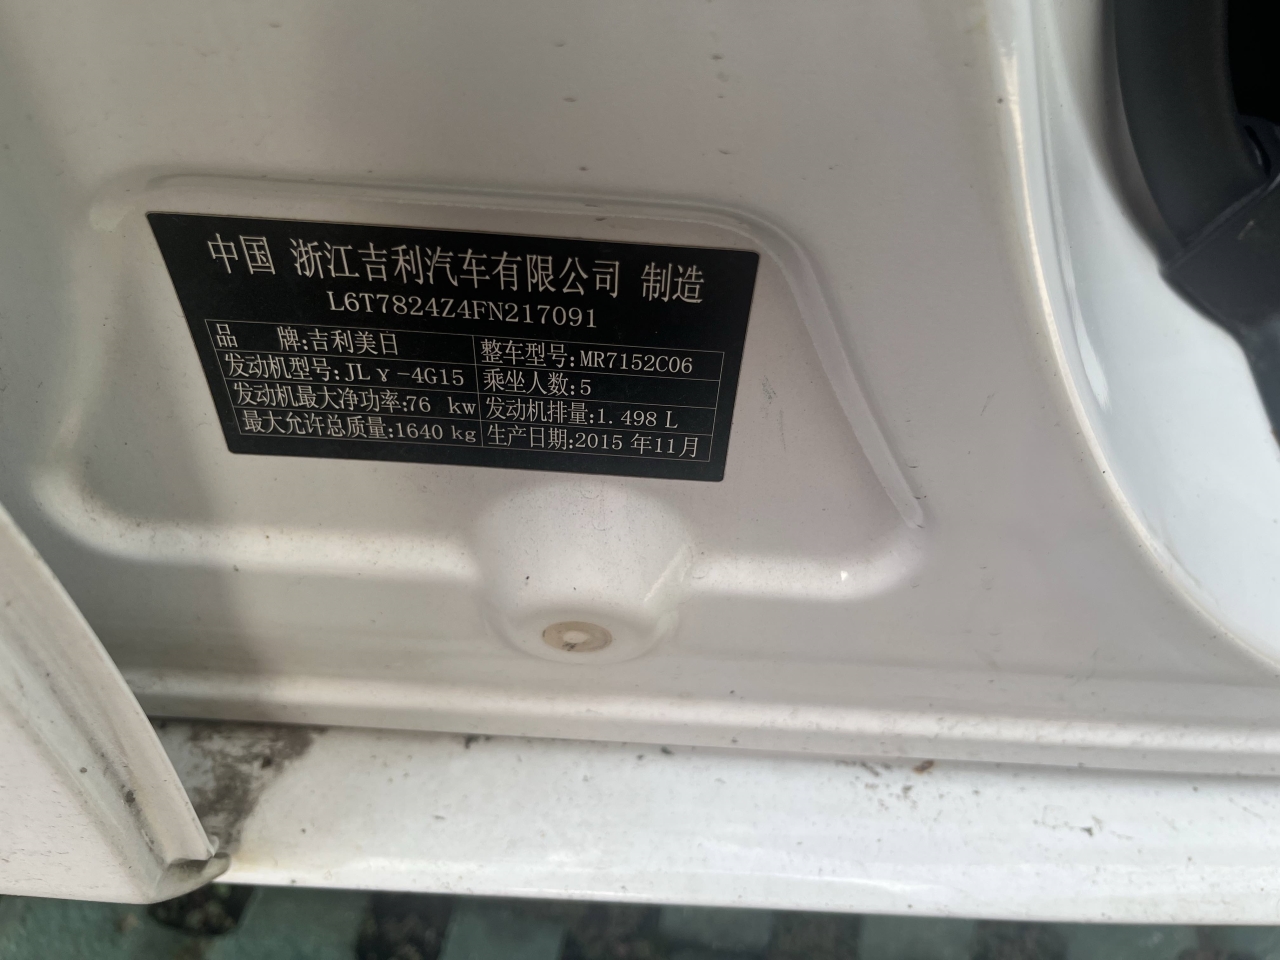 中国 浙江吉利汽车有限公司 制造
L6T7824Z4FN217091
品 牌:吉利美日 整车型号:MR7152C06
发动机型号:JLγ-4G15 乘坐人数:5
发动机最大净功率:76 kw 发动机排量:1.498 L
最大允许总质量:1640 kg 生产日期:2015 年11月